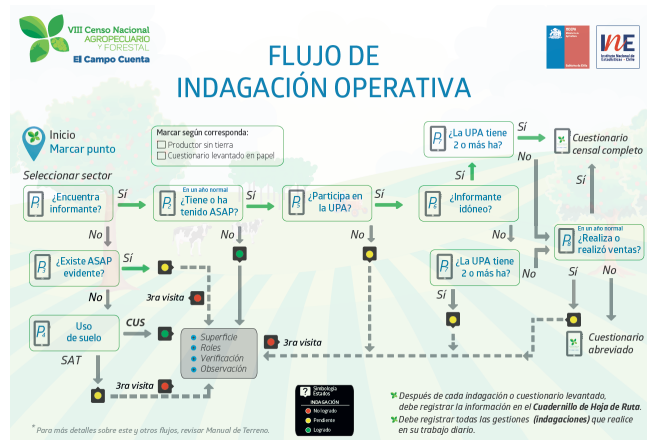 VIII Censo Nacional
AGROPECUARIO
Y FORESTAL
El Campo Cuenta
FLUJO DE
INDAGACIÓN OPERATIVA
Gobierno de Chile
INE
Instituto Nacional de
Estadísticas - Chile
Inicio
Marcar punto
Marcar según corresponda:
Productor sin tierra
Cuestionario levantado en papel
Seleccionar sector
¿La UPA tiene
2 o más ha?
Sí
No
Cuestionario
censal completo
P1
¿Encuentra
informante?
Sí
No
En un año normal
P2
¿Tiene o ha
tenido ASAP?
Sí
No
¿Participa en
la UPA?
Sí
No
¿Informante
idóneo?
Sí
No
¿La UPA tiene
2 o más ha?
Sí
No
En un año normal
¿Realiza o
realizó ventas?
Sí
Sí
No
¿Existe ASAP
evidente?
Sí
No
3ra visita
P4
Uso
de suelo
CUS
SAT
3ra visita
Superficie
Roles
Verificación
Observación
3ra visita
Cuestionario
abreviado
Simbología
Estados
INDAGACIÓN
No logrado
Pendiente
Logrado
Después de cada indagación o cuestionario levantado,
debe registrar la información en el Cuadernillo de Hoja de Ruta.
Debe registrar todas las gestiones (indagaciones) que realice
en su trabajo diario.
* Para más detalles sobre este y otros flujos, revisar Manual de Terreno.